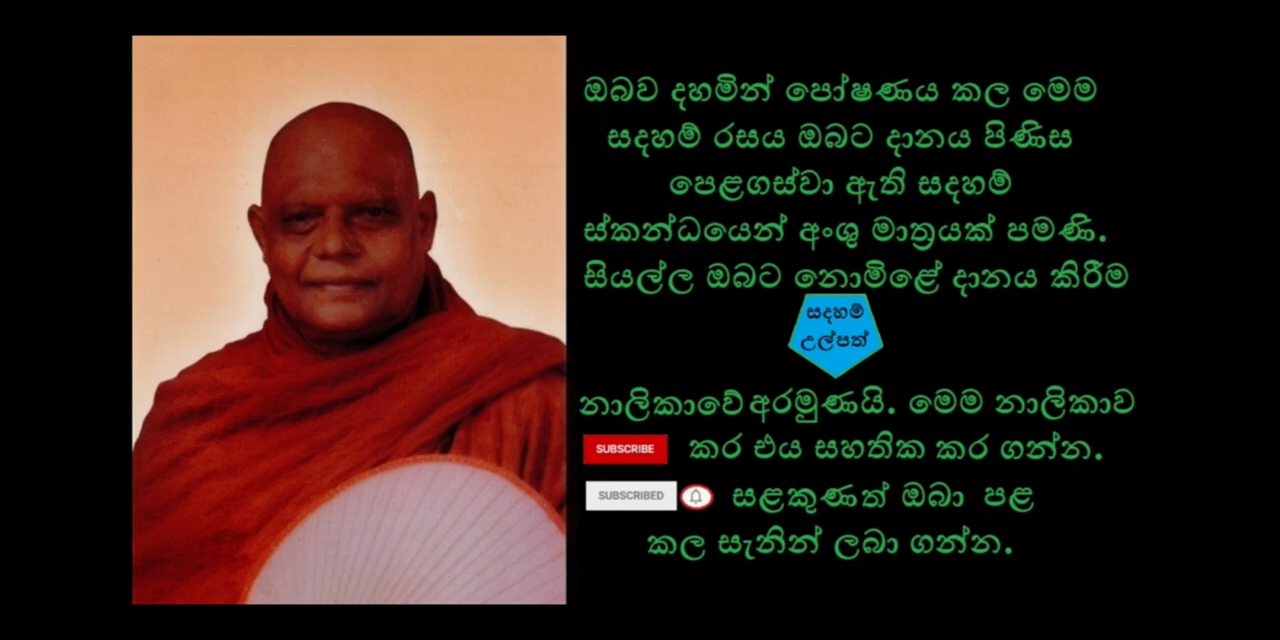 ඔබව දහමින් පෝෂණය කල මෙම
සදහම් රසය ඔබට දානය පිණිස
පෙළගස්වා ඇති සදහම්
ස්කන්ධයෙන් අංශු මාත්‍රයක් පමණි.
සියල්ල ඔබට නොමිළේ දානය කිරීම
සදහම්
උල්පත්
නාලිකාවේ අරමුණයි. මෙම නාලිකාව
SUBSCRIBE කර එය සහතික කර ගන්න.
SUBSCRIBED සළකුණත් ඔබා පළ
කල සැනින් ලබා ගන්න.